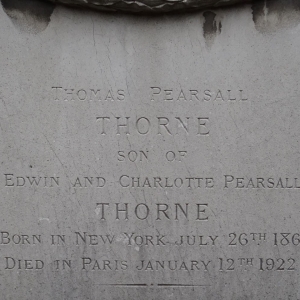 THOMAS PEARSALL
THORNE
SON OF
EDWIN AND CHARLOTTE PEARSALL
THORNE
BORN IN NEW YORK JULY 26TH 186
DIED IN PARIS JANUARY 12TH 1922